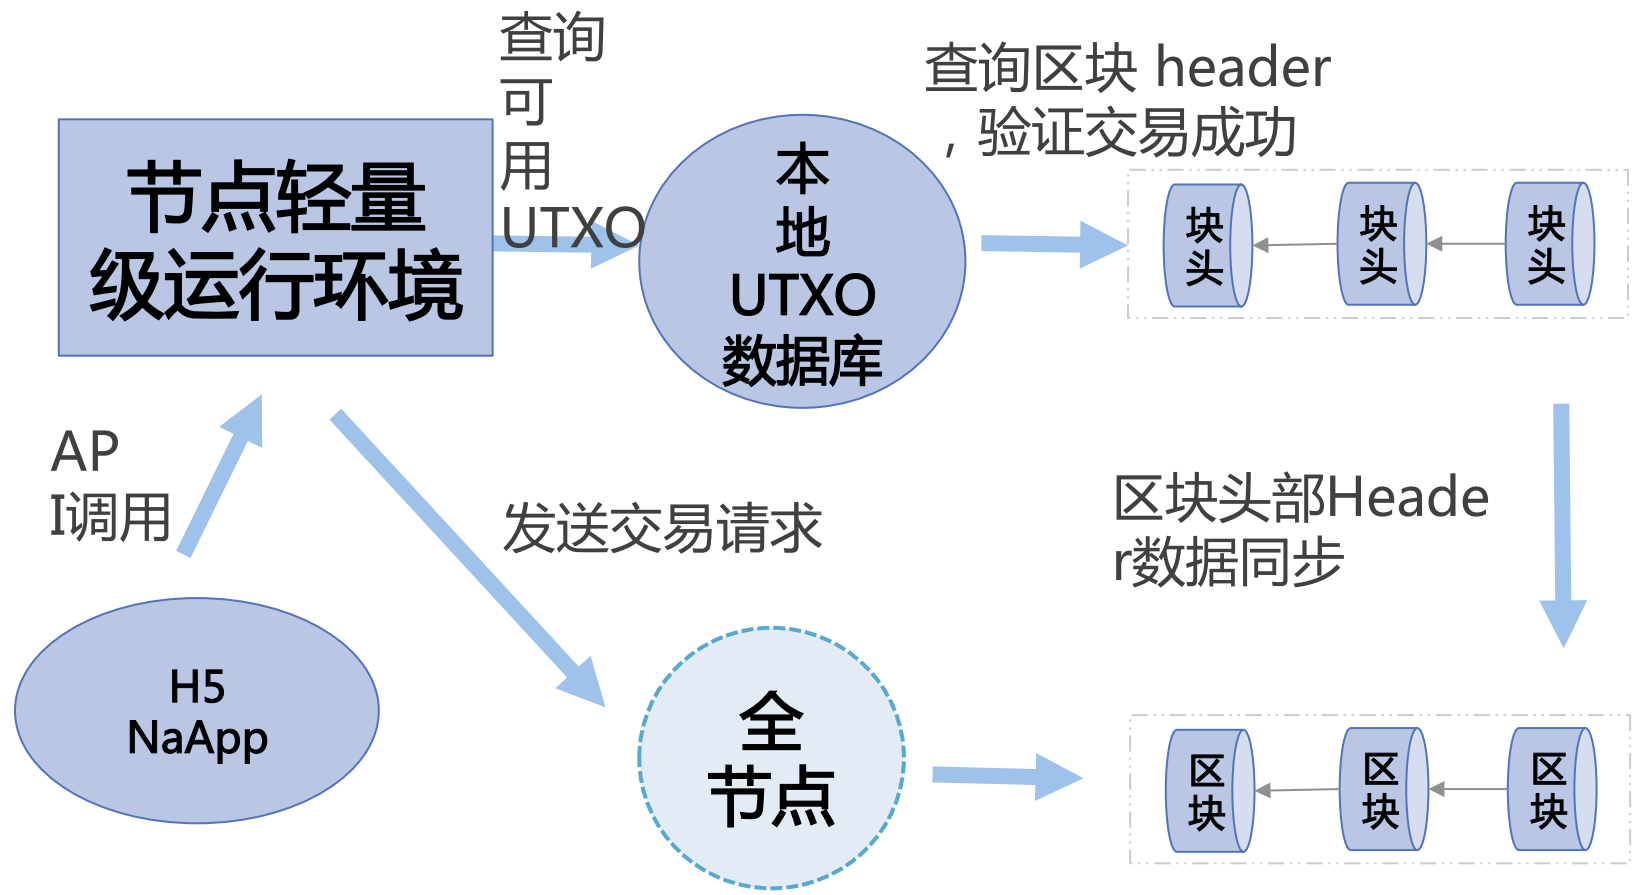 查询
可
用
UTXO
查询区块 header
，验证交易成功
节点轻量
级运行环境
本
地
UTXO
数据库
块
头
块
头
块
头
AP
I调用
发送交易请求
区块头部Heade
r数据同步
H5
NaApp
全
节点
区
块
区
块
区
块